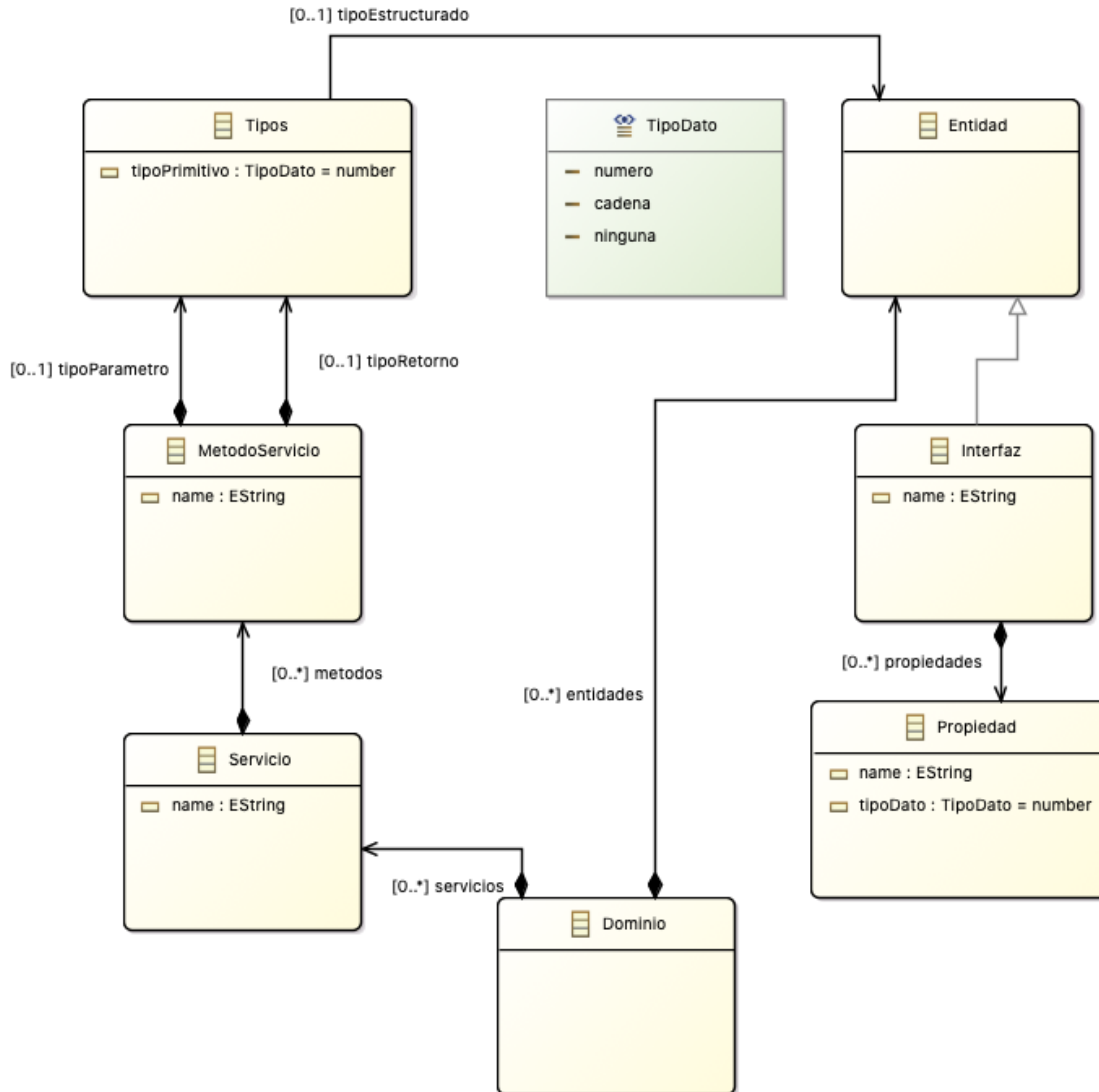 [0..1] tipoEstructurado
Tipos
tipoPrimitivo : TipoDato = number
TipoDato
numero
cadena
ninguna
Entidad
[0..1] tipoParametro
[0..1] tipoRetorno
MetodoServicio
name : EString
Interfaz
name : EString
[0..*] metodos
[0..*] entidades
[0..*] propiedades
Servicio
name : EString
Propiedad
name : EString
tipoDato : TipoDato = number
[0..*] servicios
Dominio